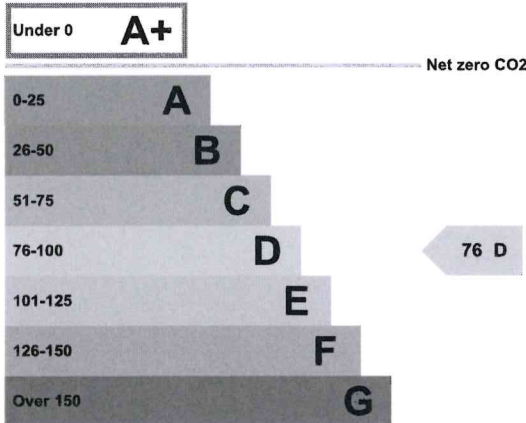 Under 0 A+
Net zero CO2
0-25 A
26-50 B
51-75 C
76-100 D
76 D
101-125 E
126-150 F
Over 150 G